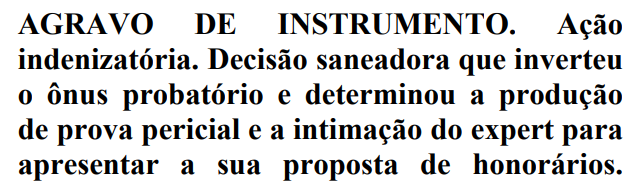 AGRAVO DE INSTRUMENTO. Ação
indenizatória. Decisão saneadora que inverteu
o ônus probatório e determinou a produção
de prova pericial e a intimação do expert para
apresentar a sua proposta de honorários.